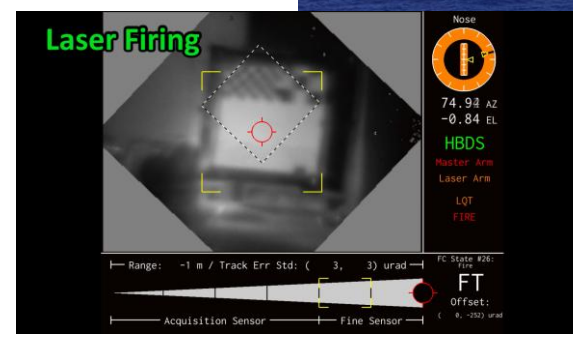 Laser Firing
Nose
74.92 AZ
-0.84 EL
HBDS
Master Arm
Laser Arm
LQT
FIRE
Range: -1 m / Track Err Std: ( 3, 3) urad
FC State #26:
Fire
FT
Offset:
( 0, -252) urad
Acquisition Sensor
Fine Sensor